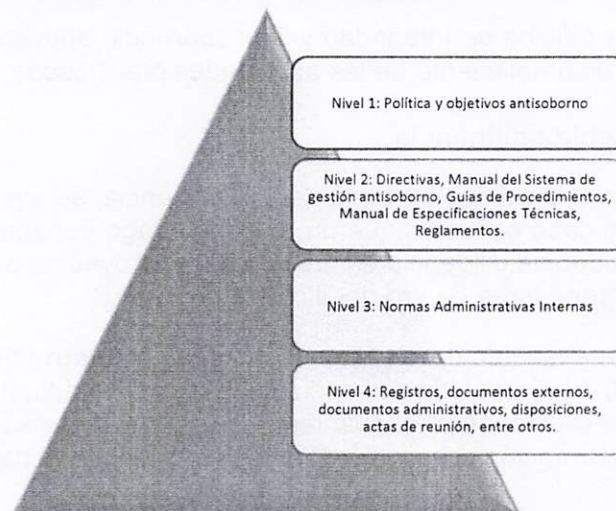 Nivel 1: Política y objetivos antisoborno
Nivel 2: Directivas, Manual del Sistema de
gestión antisoborno, Guías de Procedimientos,
Manual de Especificaciones Técnicas,
Reglamentos.
Nivel 3: Normas Administrativas Internas
Nivel 4: Registros, documentos externos,
documentos administrativos, disposiciones,
actas de reunión, entre otros.